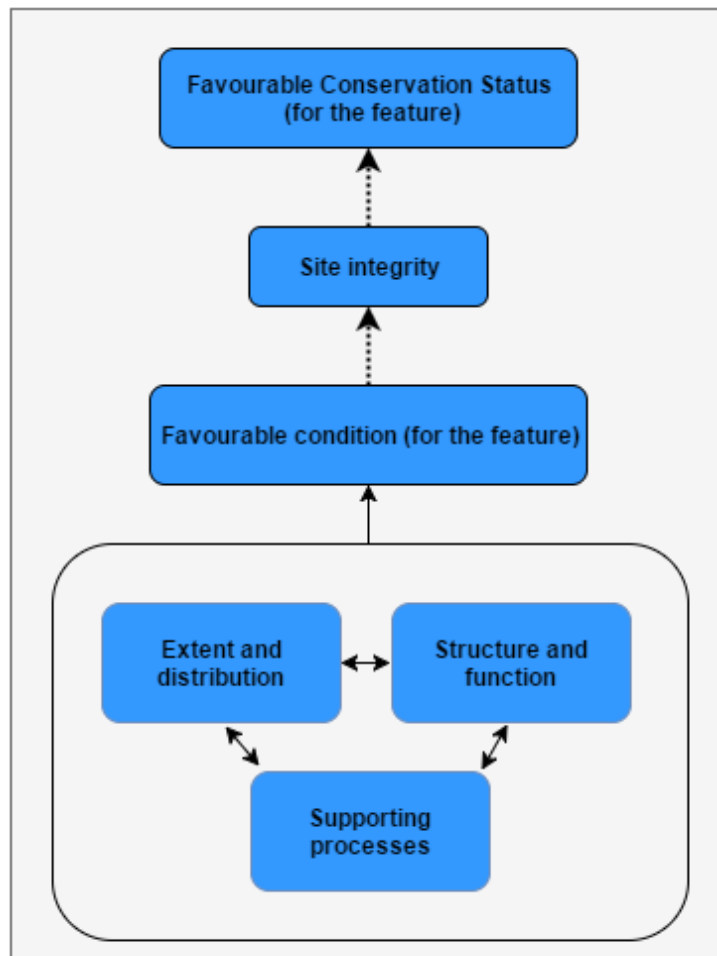 Favourable Conservation Status
(for the feature)
Site integrity
Favourable condition (for the feature)
Extent and
distribution
Structure and
function
Supporting
processes